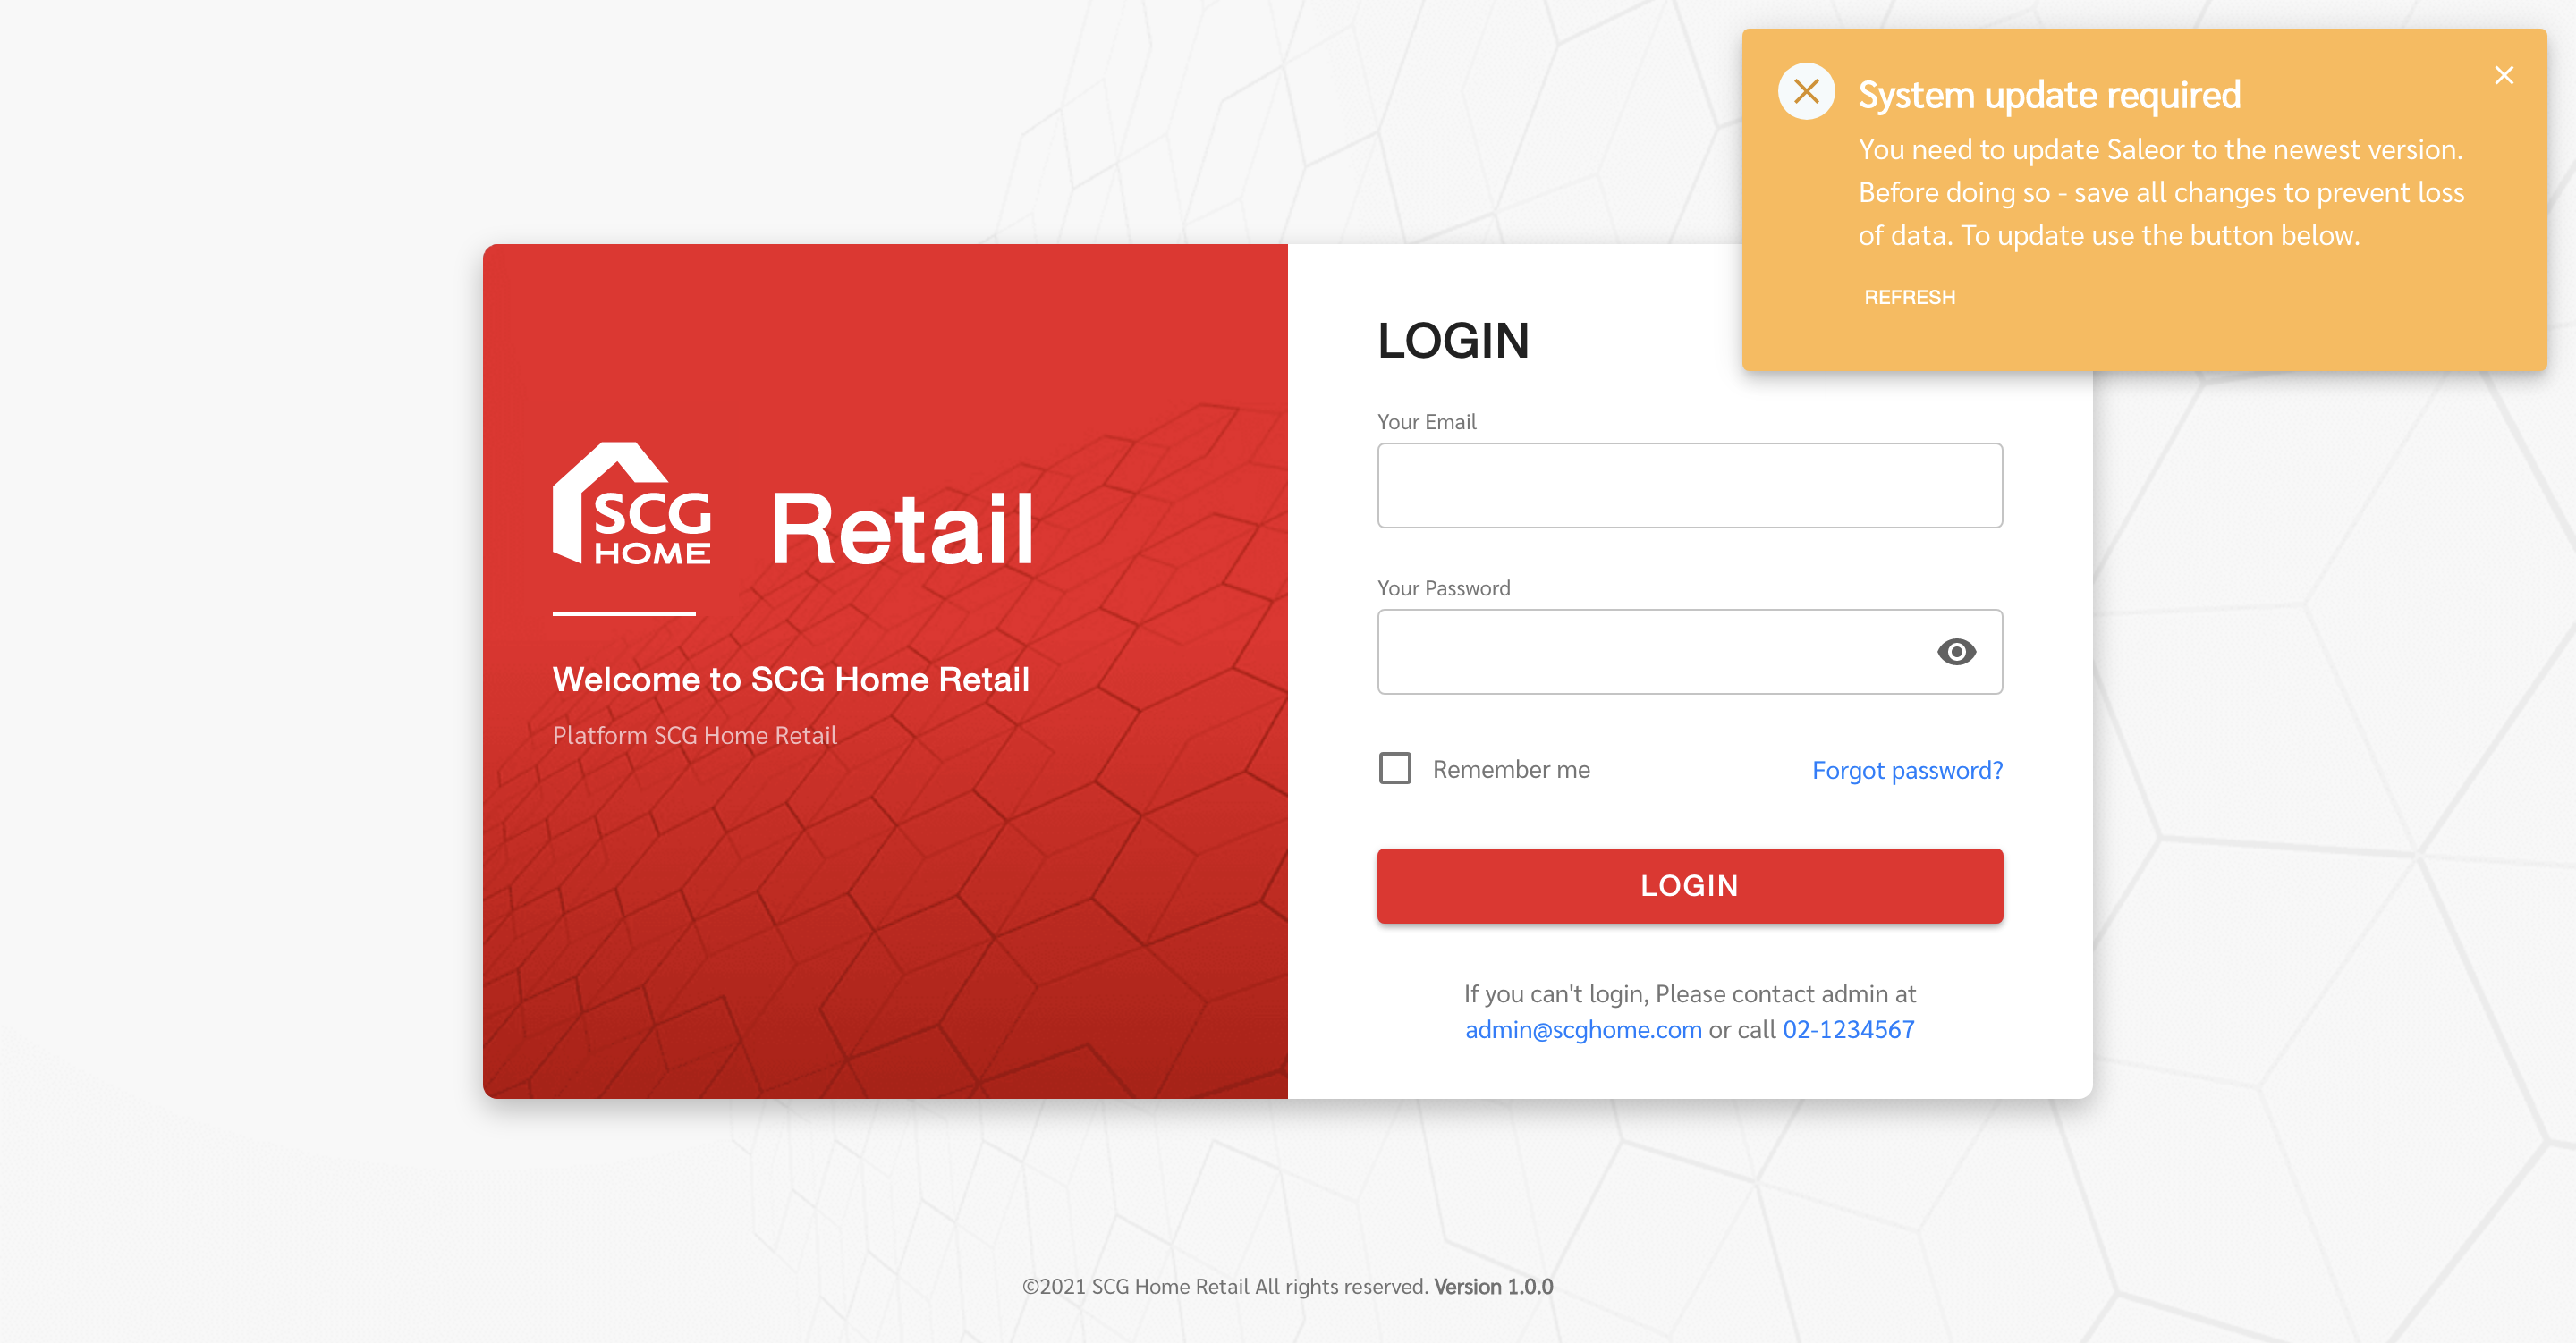 System update required
You need to update Saleor to the newest version.
Before doing so - save all changes to prevent loss
of data. To update use the button below.
REFRESH
SCG
HOME
Retail
Welcome to SCG Home Retail
Platform SCG Home Retail
LOGIN
Your Email
Your Password
Remember me
Forgot password?
LOGIN
If you can't login, Please contact admin at
admin@scghome.com or call 02-1234567
©2021 SCG Home Retail All rights reserved. Version 1.0.0